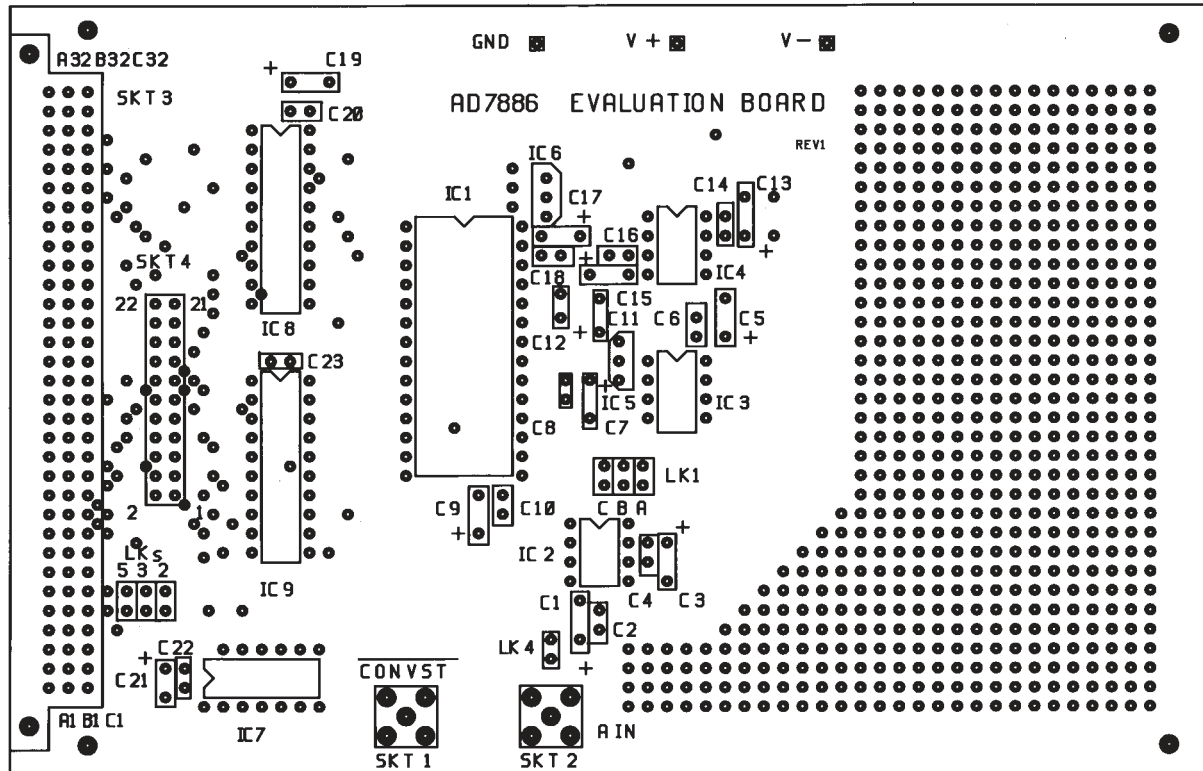 GND V+ V-
A32 B32 C32
SKT3
+ C19
C20
AD7886 EVALUATION BOARD
REV1
IC6
IC1
C17
+
C14 C13
C16
+
IC4
+
SKT4
C18
22 21
IC8
C15
C11
C6 C5
+
C12
+
C23
+
IC5
IC3
C8 C7
LK1
C B A
2 1
C9 C10
+
+
IC2
LKs
5 3 2
IC9
C1
C4 C3
C2
LK4
+
C22
+
C21
CONVST
A1 B1 C1
IC7
AIN
SKT1 SKT2